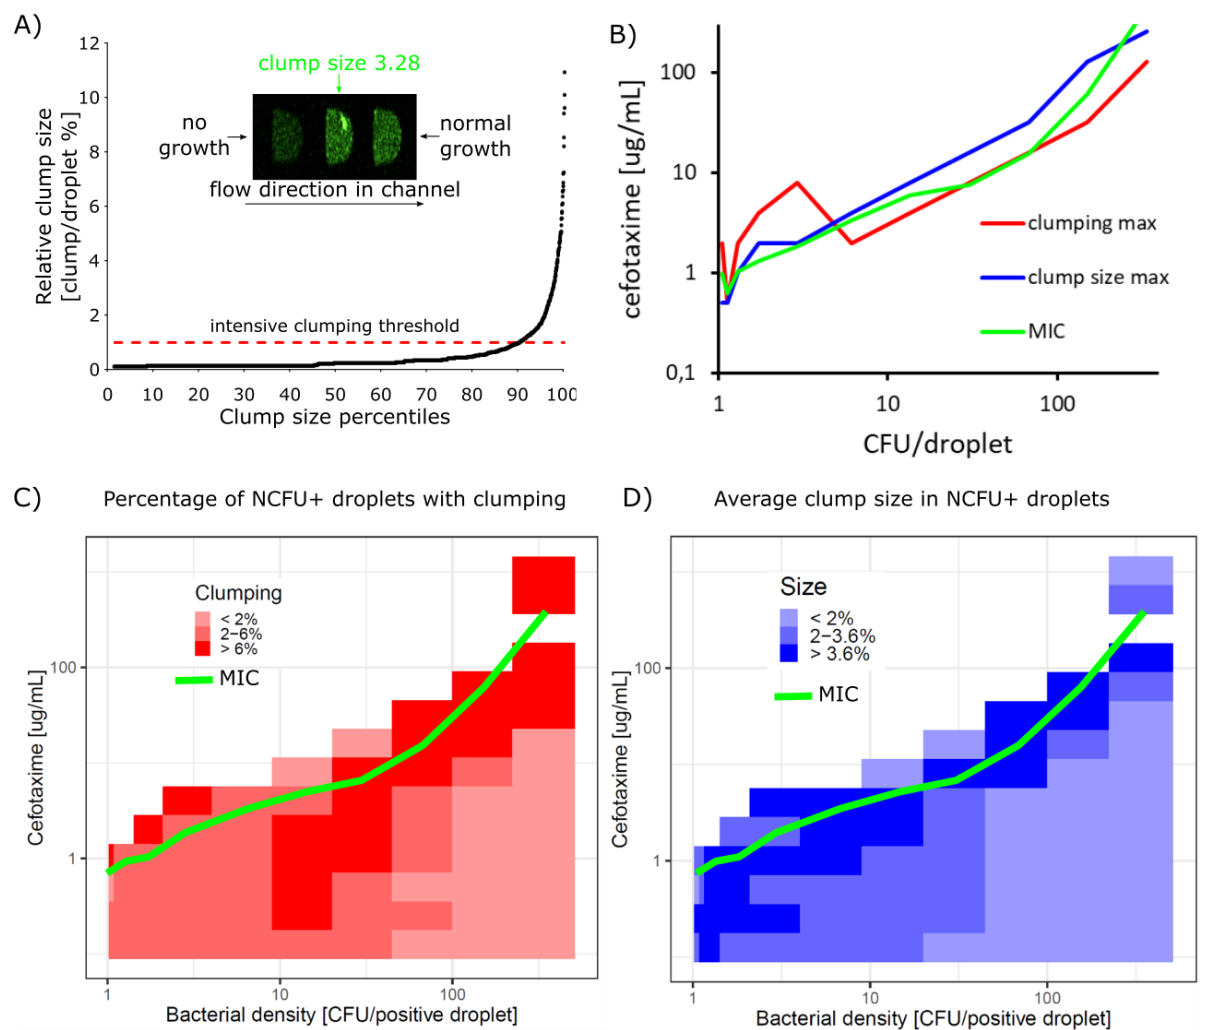 A)
12
10
8
6
4
2
0
Relative clump size
[clump/droplet %]
clump size 3.28
no
growth
normal
growth
flow direction in channel
intensive clumping threshold
0 10 20 30 40 50 60 70 80 90 100
Clump size percentiles
B)
100
10
1
0,1
cefotaxime [ug/mL]
clumping max
clump size max
MIC
1 10 100
CFU/droplet
C)
Percentage of NCFU+ droplets with clumping
Clumping
< 2%
2–6%
> 6%
MIC
100
1
Cefotaxime [ug/mL]
1 10 100
Bacterial density [CFU/positive droplet]
D)
Average clump size in NCFU+ droplets
Size
< 2%
2–3.6%
> 3.6%
MIC
100
1
Cefotaxime [ug/mL]
1 10 100
Bacterial density [CFU/positive droplet]